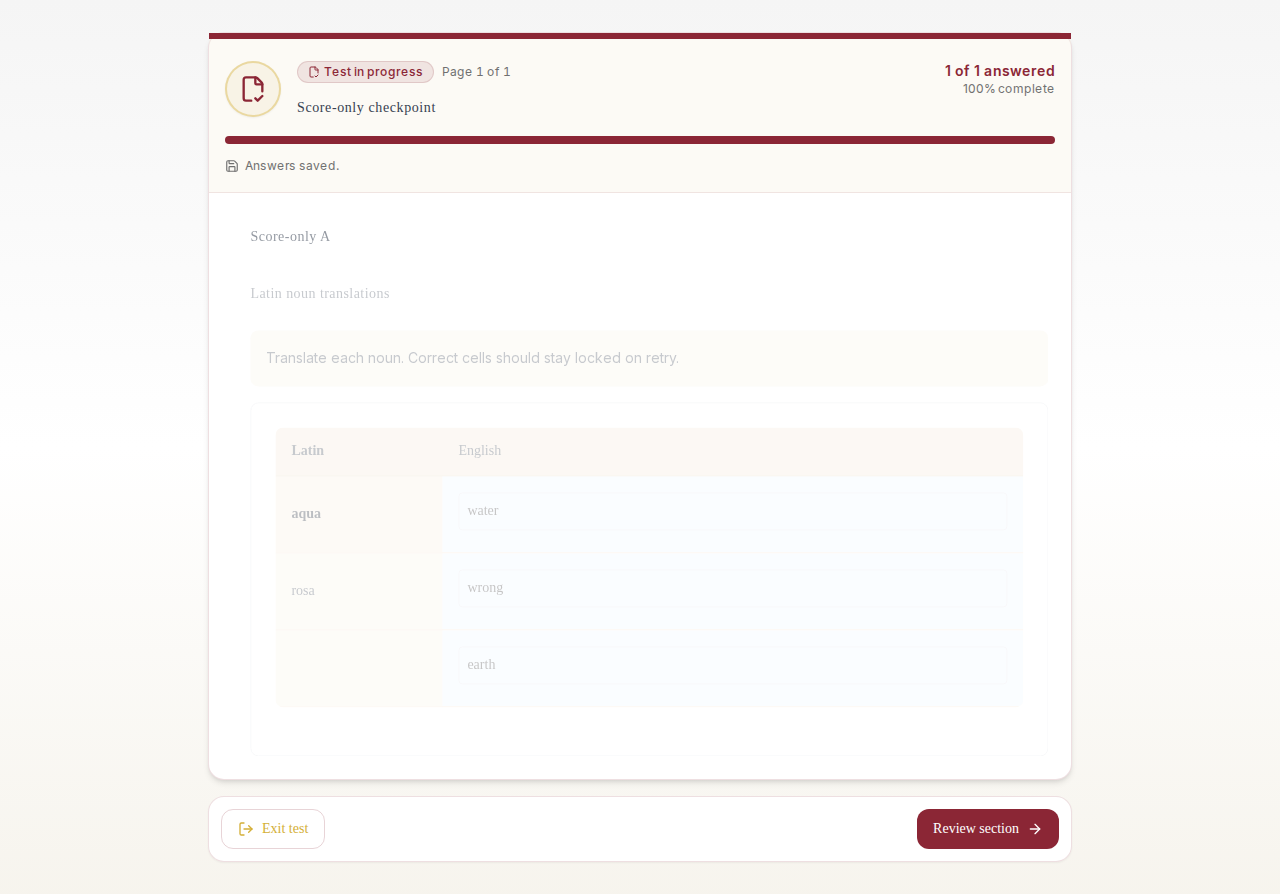 Test in progress Page 1 of 1
1 of 1 answered
100% complete
Score-only checkpoint
Answers saved.
Score-only A
Latin noun translations
Translate each noun. Correct cells should stay locked on retry.
Latin English
aqua water
rosa wrong
earth
Exit test Review section